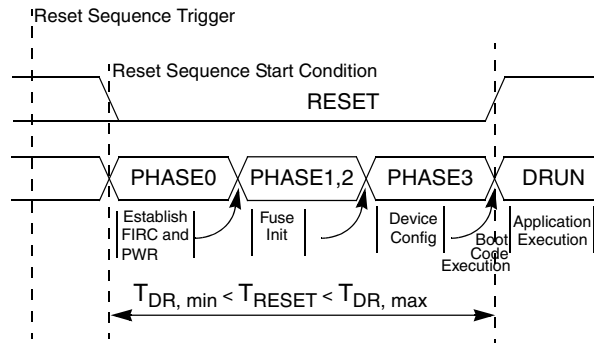 Reset Sequence Trigger
Reset Sequence Start Condition
RESET
PHASE0
PHASE1,2
PHASE3
DRUN
Establish
FIRC and
PWR
Fuse
Init
Device
Config
Boot
Code
Execution
Application
Execution
TDR, min < TRESET < TDR, max